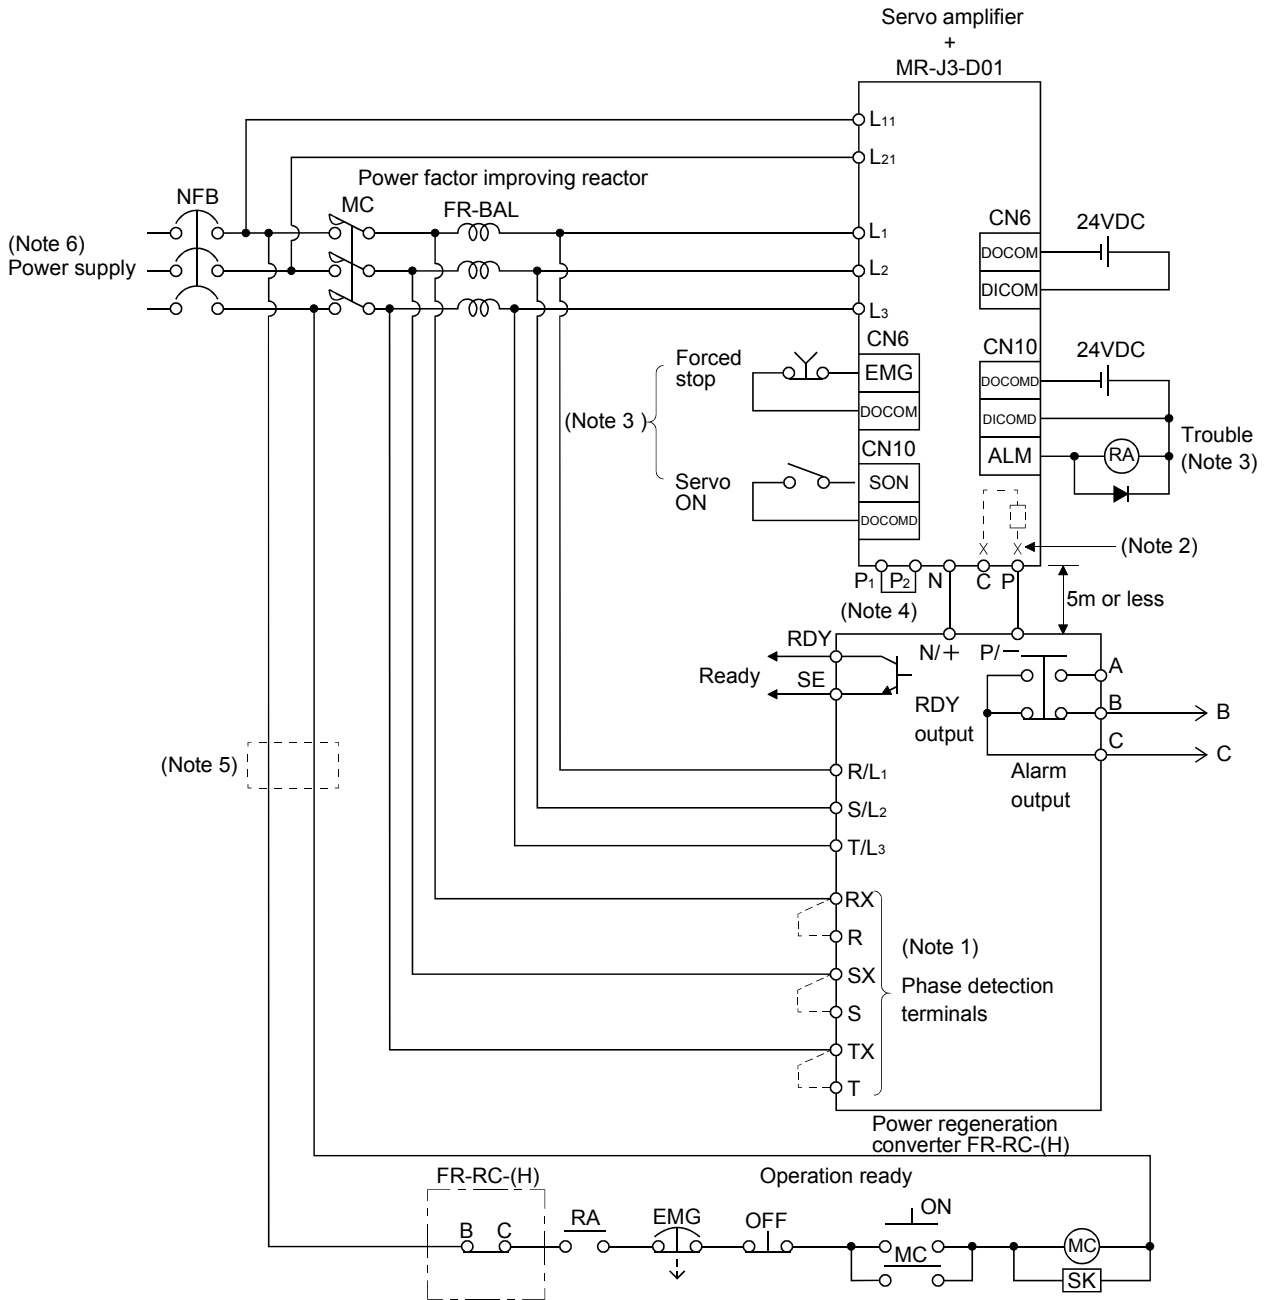 Servo amplifier
+
MR-J3-D01
L11
L21
Power factor improving reactor
NFB
MC
FR-BAL
(Note 6)
Power supply
L1
L2
L3
CN6
24VDC
DOCOM
DICOM
CN6
Forced
stop
EMG
DOCOM
(Note 3 )
CN10
Servo
ON
SON
DOCOMD
CN10
24VDC
DOCOMD
DICOMD
ALM
RA
Trouble
(Note 3)
(Note 2)
P1
P2
N
C
P
(Note 4)
5m or less
RDY
Ready
SE
N/+
P/−
A
B
B
C
C
RDY
output
Alarm
output
(Note 5)
R/L1
S/L2
T/L3
RX
R
SX
S
TX
T
(Note 1)
Phase detection
terminals
Power regeneration
converter FR-RC-(H)
FR-RC-(H)
Operation ready
B
C
RA
EMG
OFF
ON
MC
MC
SK